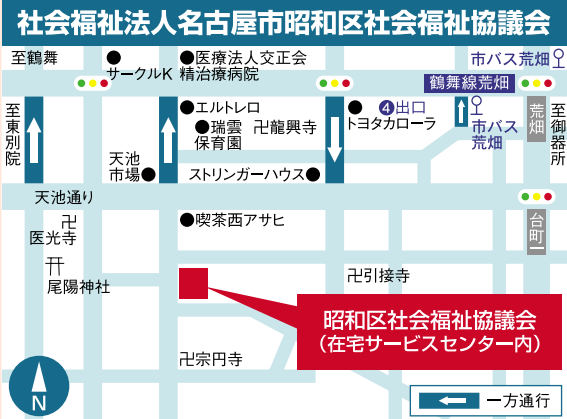 社会福祉法人名古屋市昭和区社会福祉協議会
至鶴舞
サークルK
医療法人交正会
精治療病院
市バス荒畑
鶴舞線荒畑
至東別院
エルトレロ
瑞雲
保育園
卍龍興寺
④出口
トヨタカローラ
市バス
荒畑
荒畑
至御器所
天池
市場
ストリンガーハウス
天池通り
卍
医光寺
喫茶西アサヒ
台町一
尾陽神社
卍引接寺
昭和区社会福祉協議会
(在宅サービスセンター内)
卍宗円寺
N
一方通行